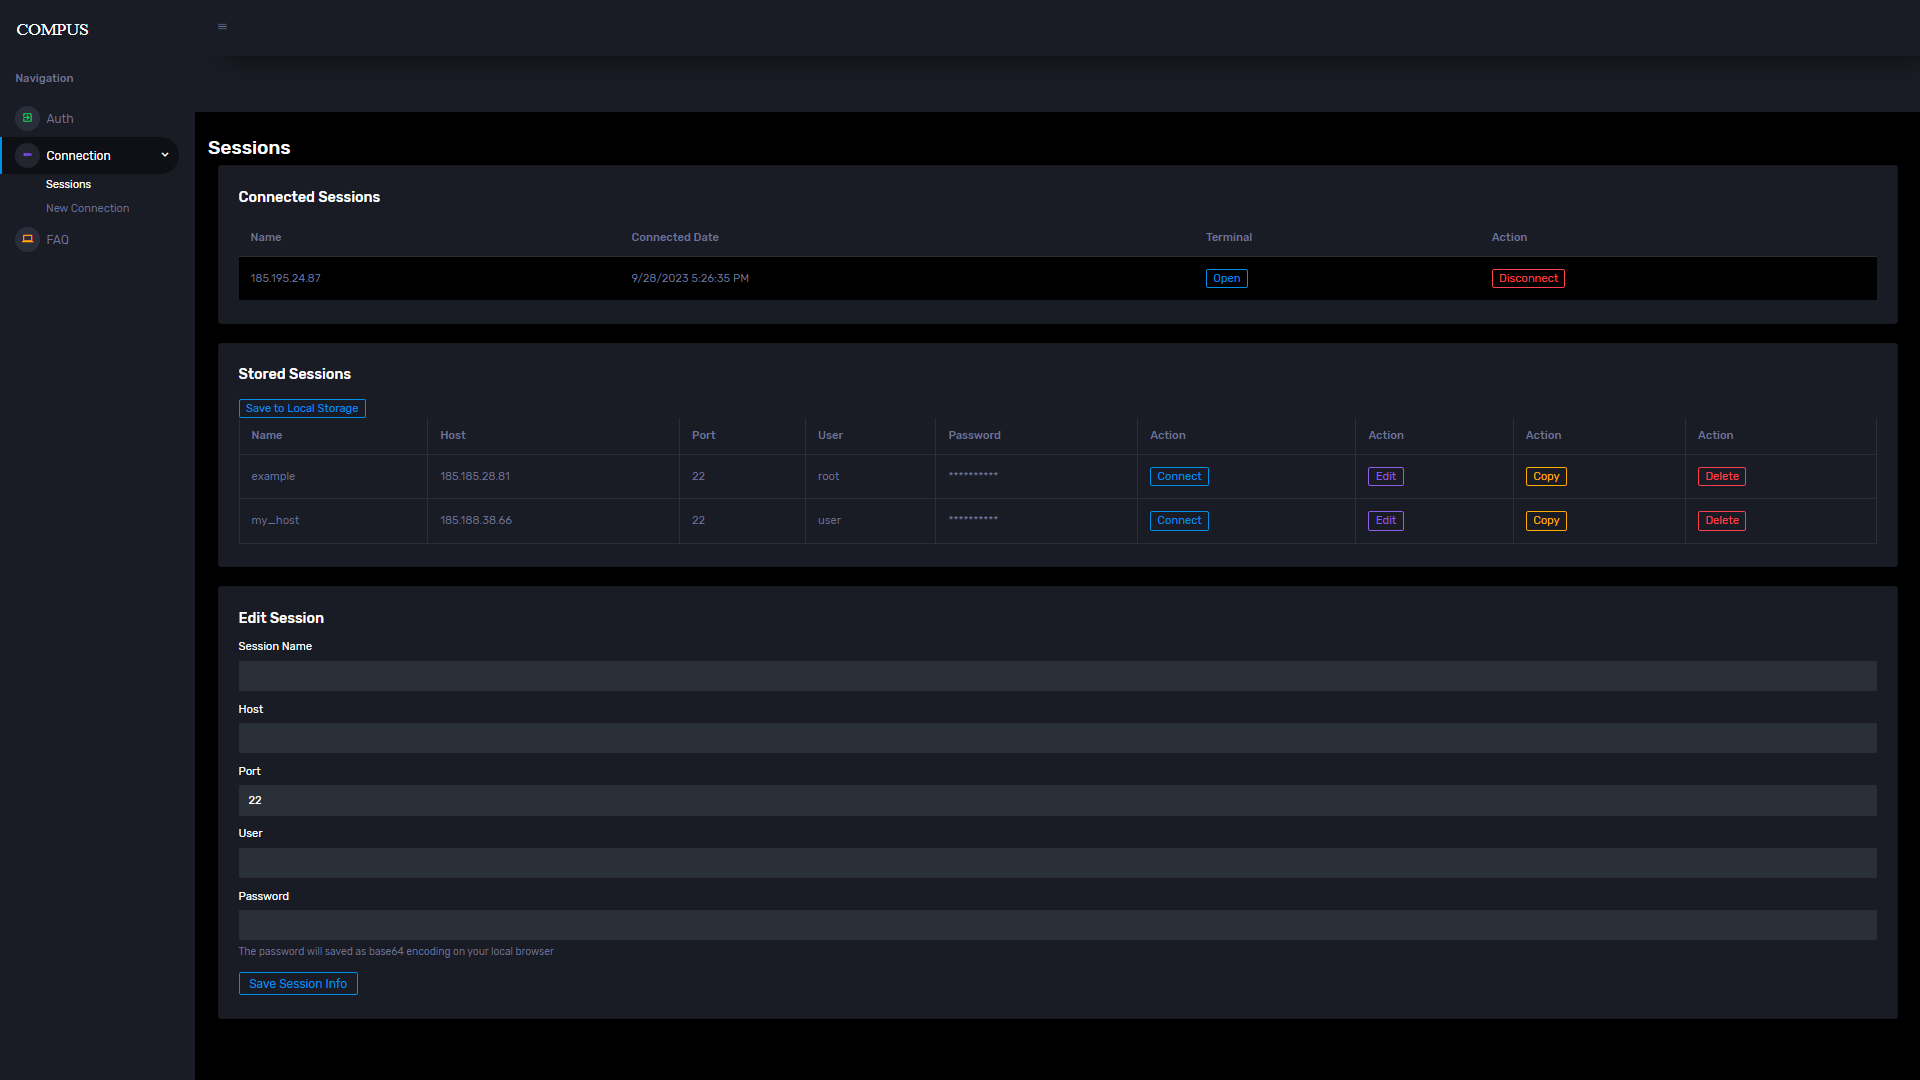 COMPUS
Navigation
Auth
Connection
Sessions
New Connection
FAQ
Sessions
Connected Sessions
Name Connected Date Terminal Action
185.195.24.87 9/28/2023 5:26:35 PM Open Disconnect
Stored Sessions
Save to Local Storage
Name Host Port User Password Action Action Action Action
example 185.185.28.81 22 root ********** Connect Edit Copy Delete
my_host 185.188.38.66 22 user ********** Connect Edit Copy Delete
Edit Session
Session Name
Host
Port
22
User
Password
The password will saved as base64 encoding on your local browser
Save Session Info